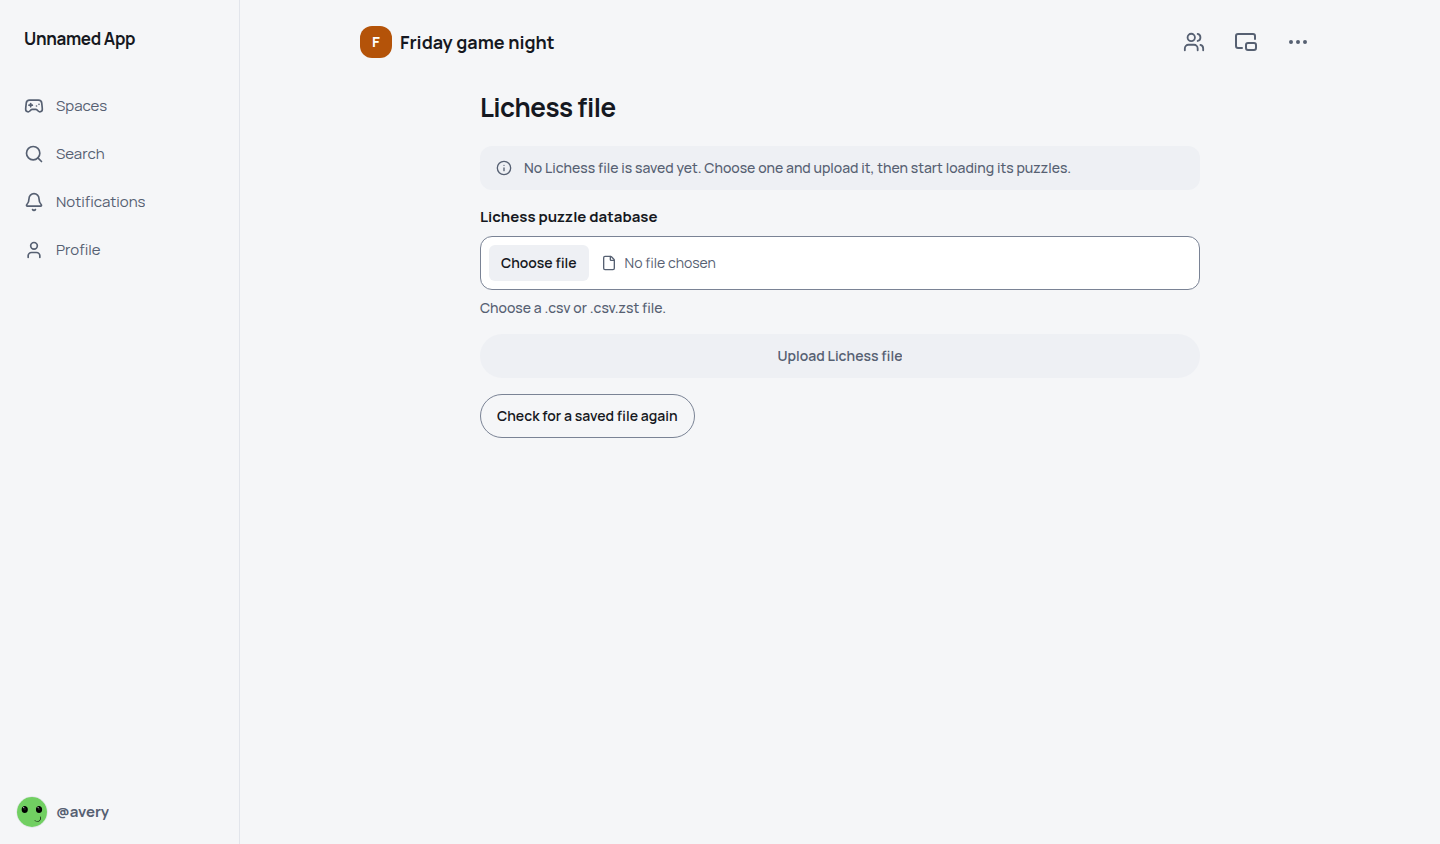 Unnamed App
Spaces
Search
Notifications
Profile
@avery
F
Friday game night
Lichess file
No Lichess file is saved yet. Choose one and upload it, then start loading its puzzles.
Lichess puzzle database
Choose file
No file chosen
Choose a .csv or .csv.zst file.
Upload Lichess file
Check for a saved file again